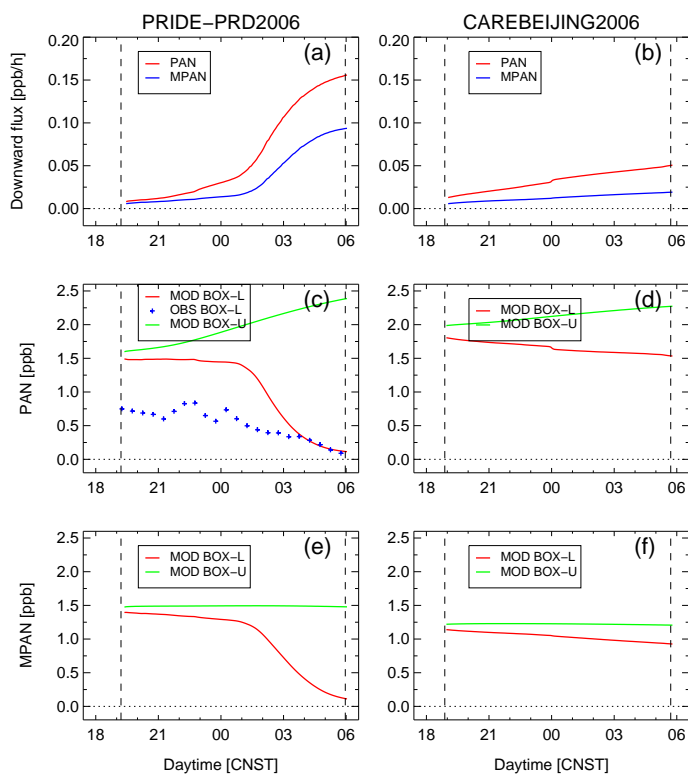 PRIDE−PRD2006
CAREBEIJING2006
Downward flux [ppb/h]
0.20
0.15
0.10
0.05
0.00
(a)
PAN
MPAN
18 21 00 03 06
0.20
0.15
0.10
0.05
0.00
(b)
PAN
MPAN
18 21 00 03 06
PAN [ppb]
2.5
2.0
1.5
1.0
0.5
0.0
(c)
MOD BOX−L
OBS BOX−L
MOD BOX−U
18 21 00 03 06
2.5
2.0
1.5
1.0
0.5
0.0
(d)
MOD BOX−L
MOD BOX−U
18 21 00 03 06
MPAN [ppb]
2.5
2.0
1.5
1.0
0.5
0.0
(e)
MOD BOX−L
MOD BOX−U
18 21 00 03 06
Daytime [CNST]
2.5
2.0
1.5
1.0
0.5
0.0
(f)
MOD BOX−L
MOD BOX−U
18 21 00 03 06
Daytime [CNST]